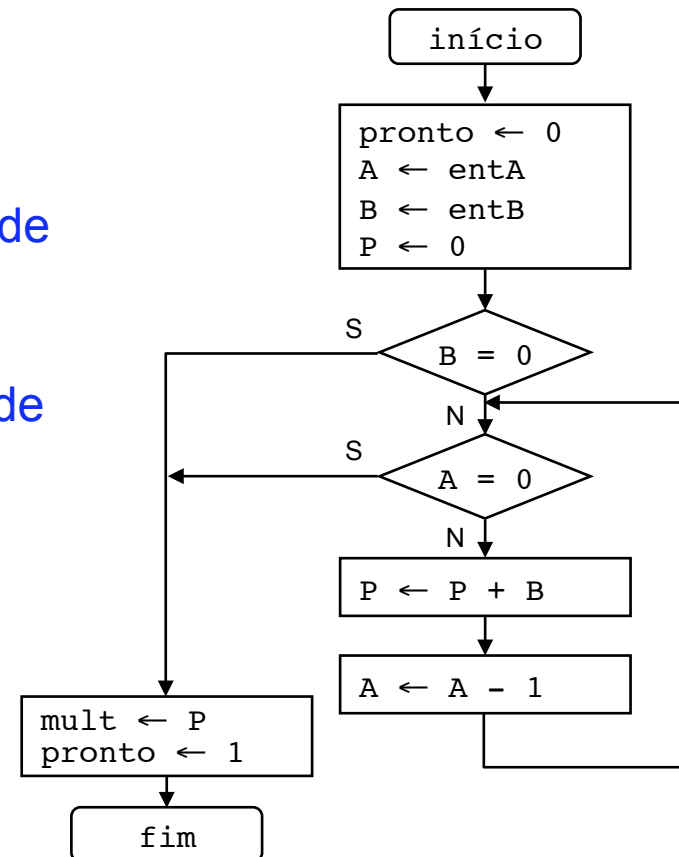 início
pronto ← 0
A ← entA
B ← entB
P ← 0
de
S
B = 0
de
N
S
A = 0
N
P ← P + B
A ← A - 1
mult ← P
pronto ← 1
fim